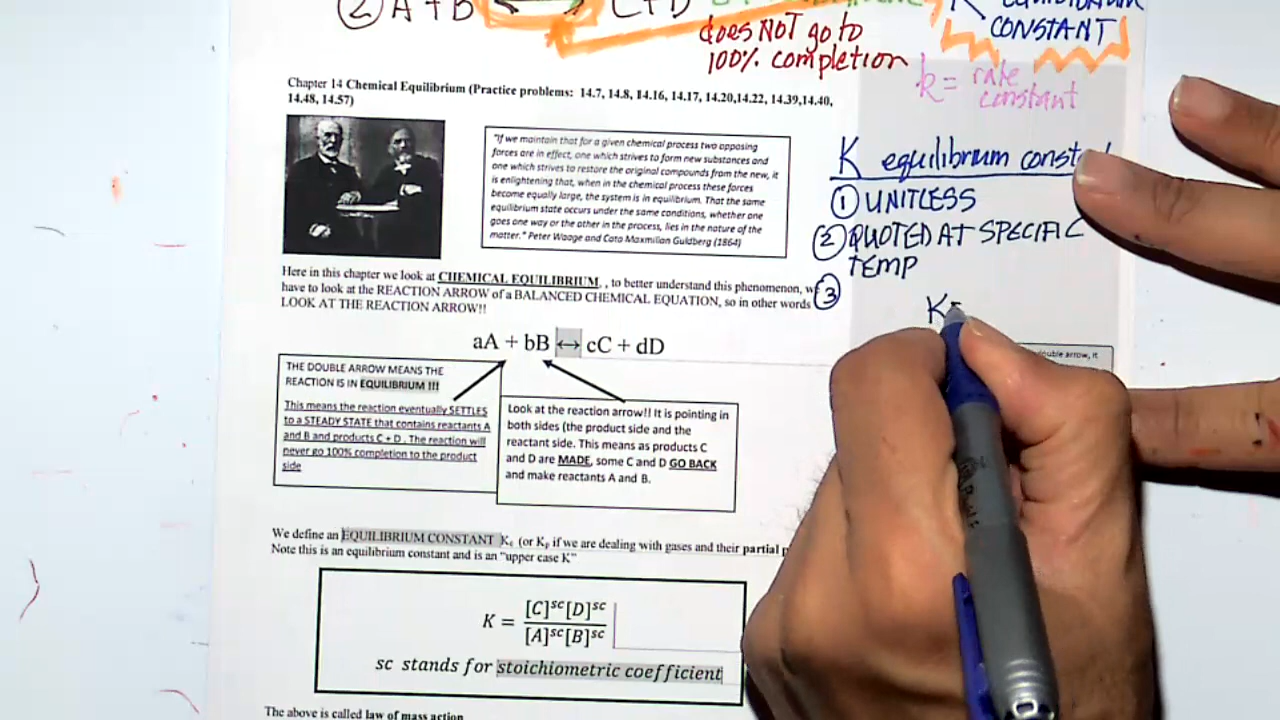 ② A + B C + D
does NOT go to
100% completion
K EQUILIBRIUM
CONSTANT
k = rate
constant
Chapter 14 Chemical Equilibrium (Practice problems: 14.7, 14.8, 14.16, 14.17, 14.20,14.22, 14.39,14.40,
14.48, 14.57)
"If we maintain that for a given chemical process two opposing
forces are in effect, one which strives to form new substances and
one which strives to restore the original compounds from the new, it
is enlightening that, when in the chemical process these forces
become equally large, the system is in equilibrium. That the same
equilibrium state occurs under the same conditions, whether one
goes one way or the other in the process, lies in the nature of the
matter." Peter Waage and Cato Maxmilian Guldberg (1864)
K equilibrium const
① UNITLESS
② QUOTED AT SPECIFIC
TEMP
③
K=
Here in this chapter we look at CHEMICAL EQUILIBRIUM. , to better understand this phenomenon, we
have to look at the REACTION ARROW of a BALANCED CHEMICAL EQUATION, so in other words
LOOK AT THE REACTION ARROW!!
aA + bB ↔ cC + dD
double arrow, it
THE DOUBLE ARROW MEANS THE
REACTION IS IN EQUILIBRIUM !!!
This means the reaction eventually SETTLES
to a STEADY STATE that contains reactants A
and B and products C + D . The reaction will
never go 100% completion to the product
side
Look at the reaction arrow!! It is pointing in
both sides (the product side and the
reactant side. This means as products C
and D are MADE, some C and D GO BACK
and make reactants A and B.
We define an EQUILIBRIUM CONSTANT Kc (or Kp if we are dealing with gases and their partial p
Note this is an equilibrium constant and is an "upper case K"
K = [C]^sc[D]^sc / [A]^sc[B]^sc
sc stands for stoichiometric coefficient
The above is called law of mass action